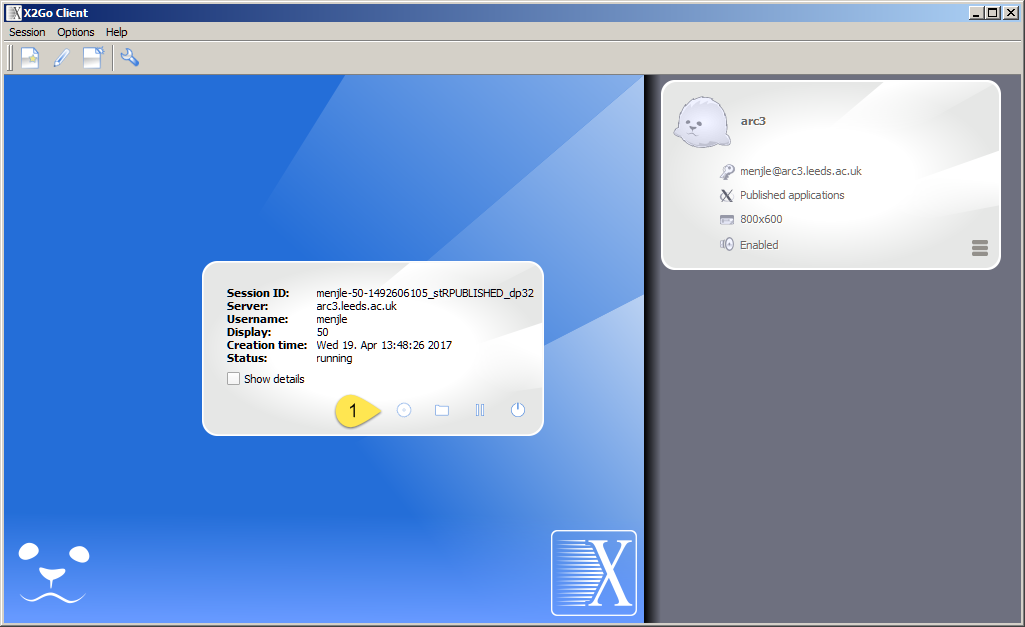 X2Go Client
Session Options Help
arc3
menjle@arc3.leeds.ac.uk
Published applications
800x600
Enabled
Session ID: menjle-50-1492606105_stRPUBLISHED_dp32
Server: arc3.leeds.ac.uk
Username: menjle
Display: 50
Creation time: Wed 19. Apr 13:48:26 2017
Status: running
Show details
1
X